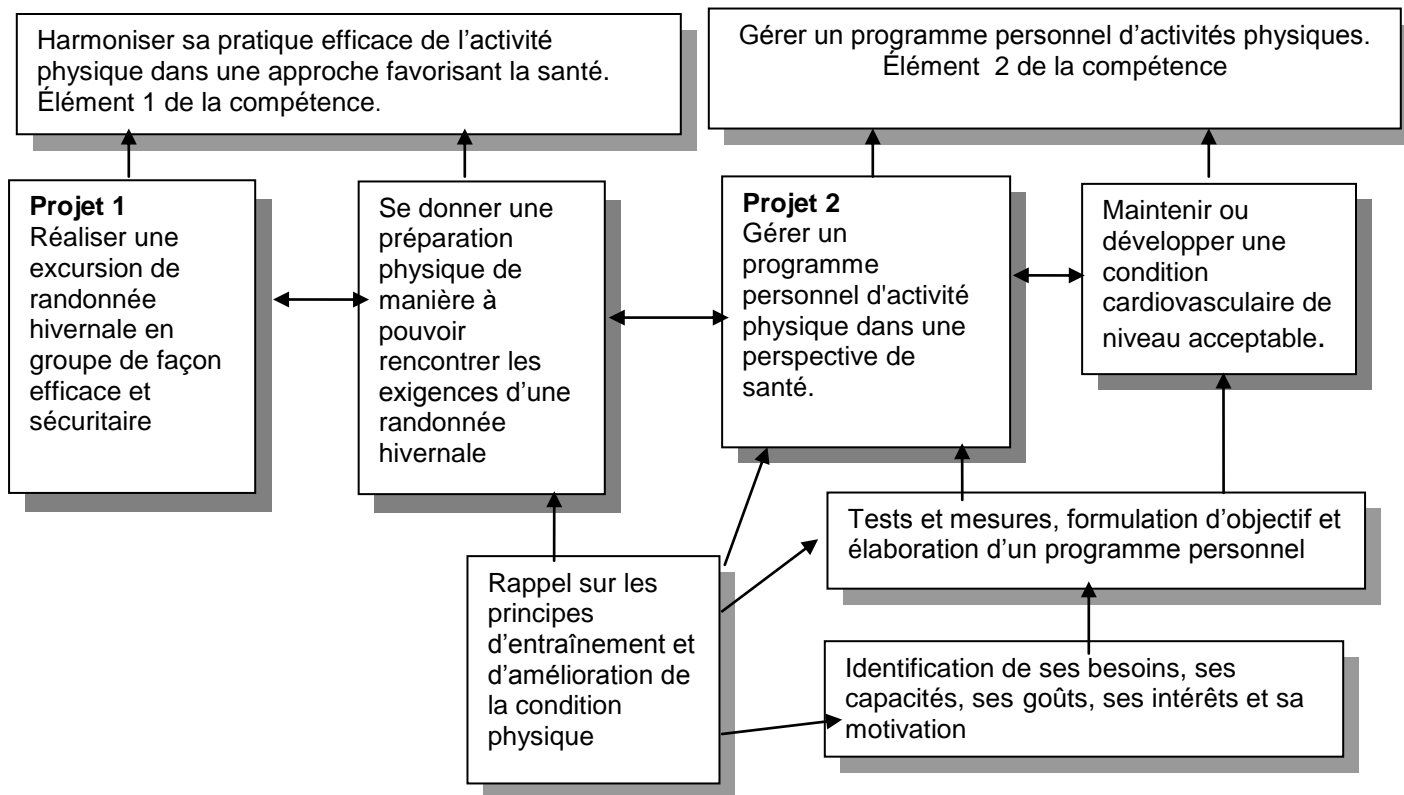 Harmoniser sa pratique efficace de l’activité
physique dans une approche favorisant la santé.
Élément 1 de la compétence.
Gérer un programme personnel d’activités physiques.
Élément 2 de la compétence
Projet 1
Réaliser une
excursion de
randonnée
hivernale en
groupe de façon
efficace et
sécuritaire
Se donner une
préparation
physique de
manière à
pouvoir
rencontrer les
exigences d’une
randonnée
hivernale
Projet 2
Gérer un
programme
personnel d'activité
physique dans une
perspective de
santé.
Maintenir ou
développer une
condition
cardiovasculaire de
niveau acceptable.
Tests et mesures, formulation d’objectif et
élaboration d’un programme personnel
Rappel sur les
principes
d’entraînement et
d’amélioration de
la condition
physique
Identification de ses besoins, ses
capacités, ses goûts, ses intérêts et sa
motivation